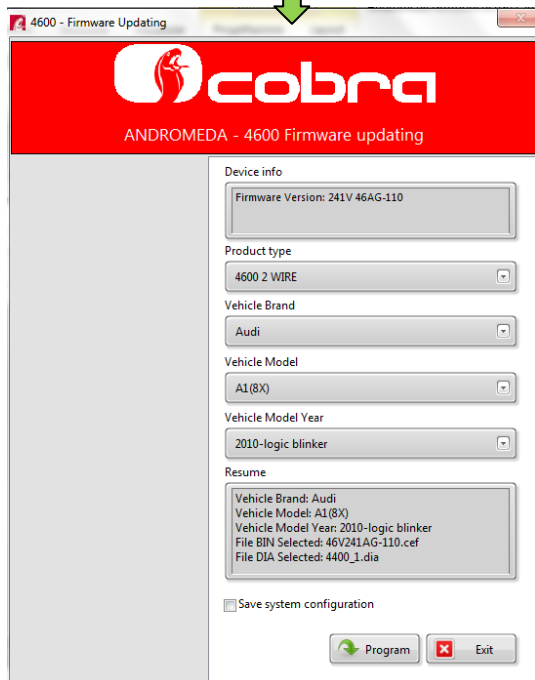 4600 - Firmware Updating
cobra
ANDROMEDA - 4600 Firmware updating
Device info
Firmware Version: 241V 46AG-110
Product type
4600 2 WIRE
Vehicle Brand
Audi
Vehicle Model
A1(8X)
Vehicle Model Year
2010-logic blinker
Resume
Vehicle Brand: Audi
Vehicle Model: A1(8X)
Vehicle Model Year: 2010-logic blinker
File BIN Selected: 46V241AG-110.cef
File DIA Selected: 4400_1.dia
Save system configuration
Program
Exit